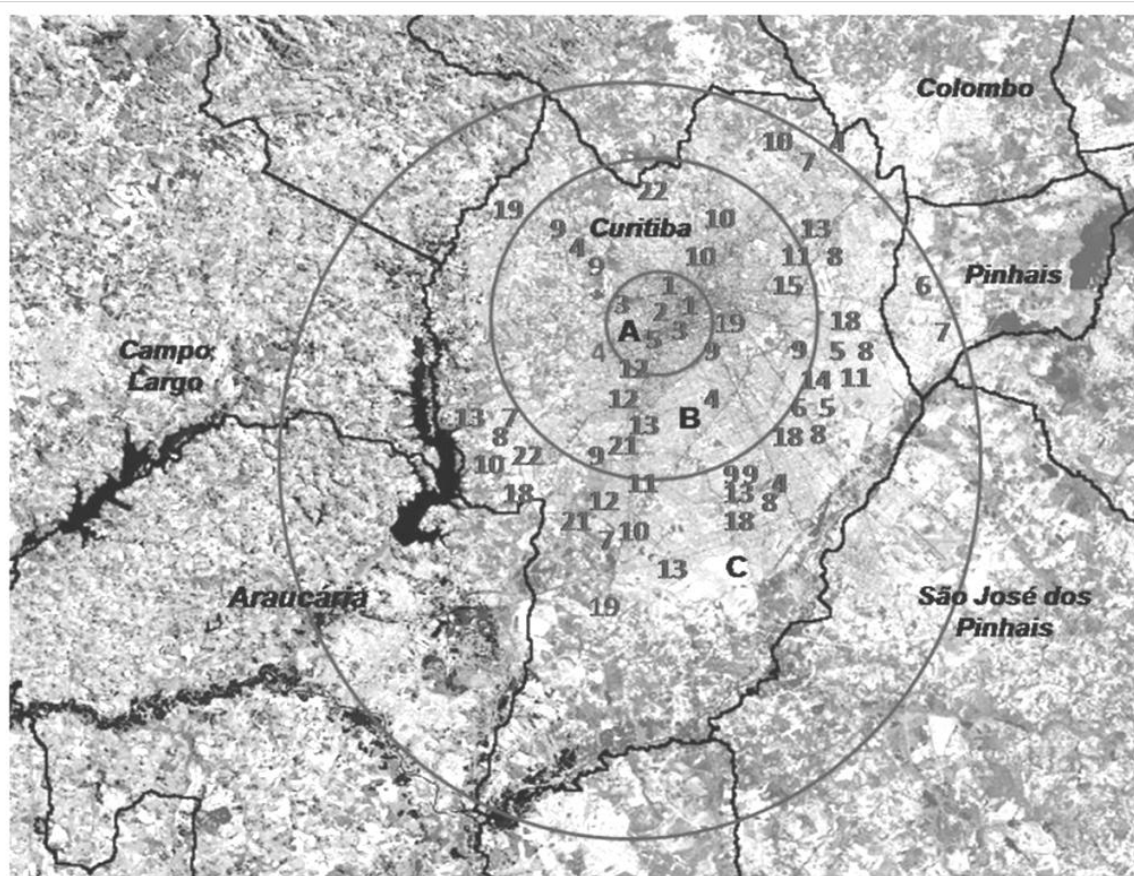 Colombo
10 4
7
22
19
10
9 Curitiba 13
4
10 11 8
9
Pinhais
1 15 6
3 1
2
19 18
A 3 7
5
Campo
Largo
4 9 9 5 8
12
14 11
12 4
6 5
13 7 B
13
8 18 8
21
22 9
10
9 9
11 4
18 13
12 8
21 18
10
7
13 C
Araucária
São José dos
Pinhais
19